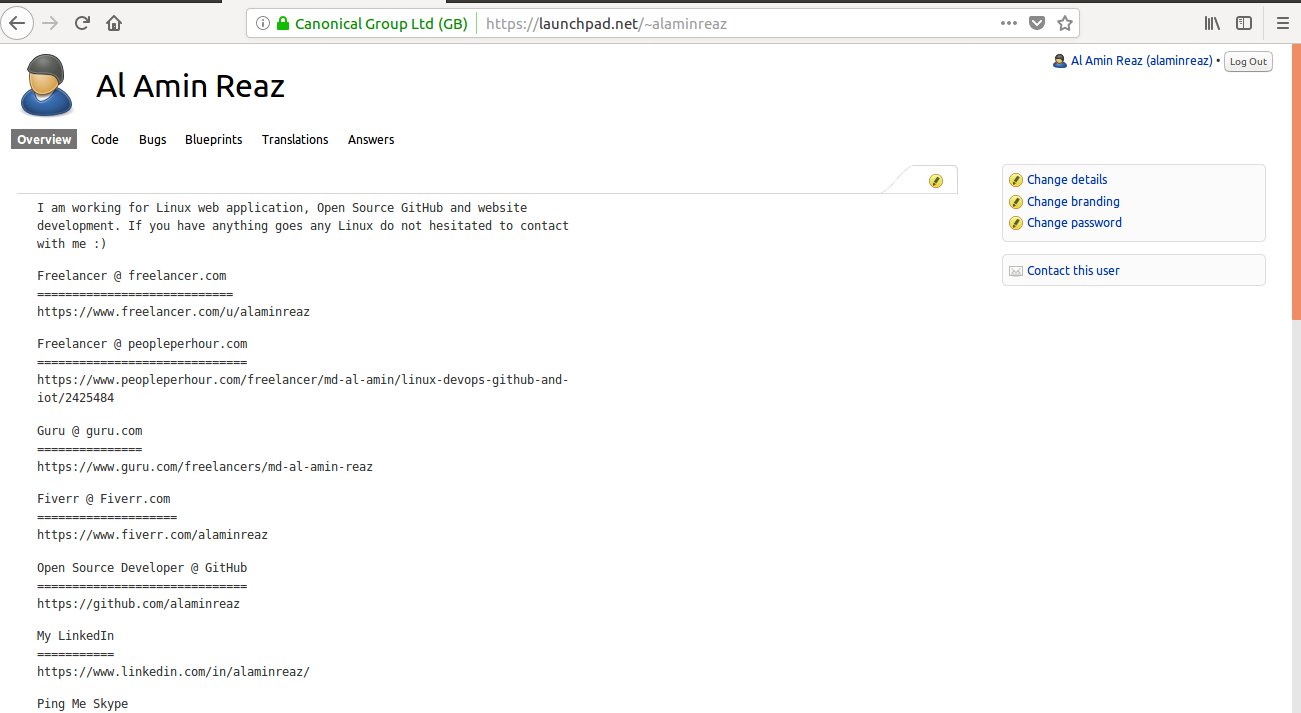 Canonical Group Ltd (GB) https://launchpad.net/~alaminreaz
Al Amin Reaz (alaminreaz) • Log Out
Al Amin Reaz
Overview Code Bugs Blueprints Translations Answers
Change details
Change branding
Change password
Contact this user
I am working for Linux web application, Open Source GitHub and website
development. If you have anything goes any Linux do not hesitated to contact
with me :)
Freelancer @ freelancer.com
============================
https://www.freelancer.com/u/alaminreaz
Freelancer @ peopleperhour.com
==============================
https://www.peopleperhour.com/freelancer/md-al-amin/linux-devops-github-and-
iot/2425484
Guru @ guru.com
===============
https://www.guru.com/freelancers/md-al-amin-reaz
Fiverr @ Fiverr.com
====================
https://www.fiverr.com/alaminreaz
Open Source Developer @ GitHub
==============================
https://github.com/alaminreaz
My LinkedIn
===========
https://www.linkedin.com/in/alaminreaz/
Ping Me Skype